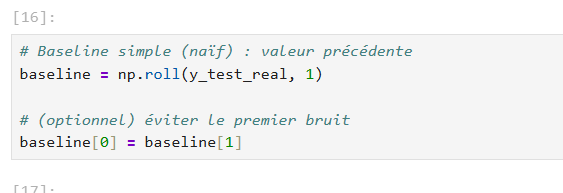 [16]:
# Baseline simple (naïf) : valeur précédente
baseline = np.roll(y_test_real, 1)
# (optionnel) éviter le premier bruit
baseline[0] = baseline[1]
[17]: